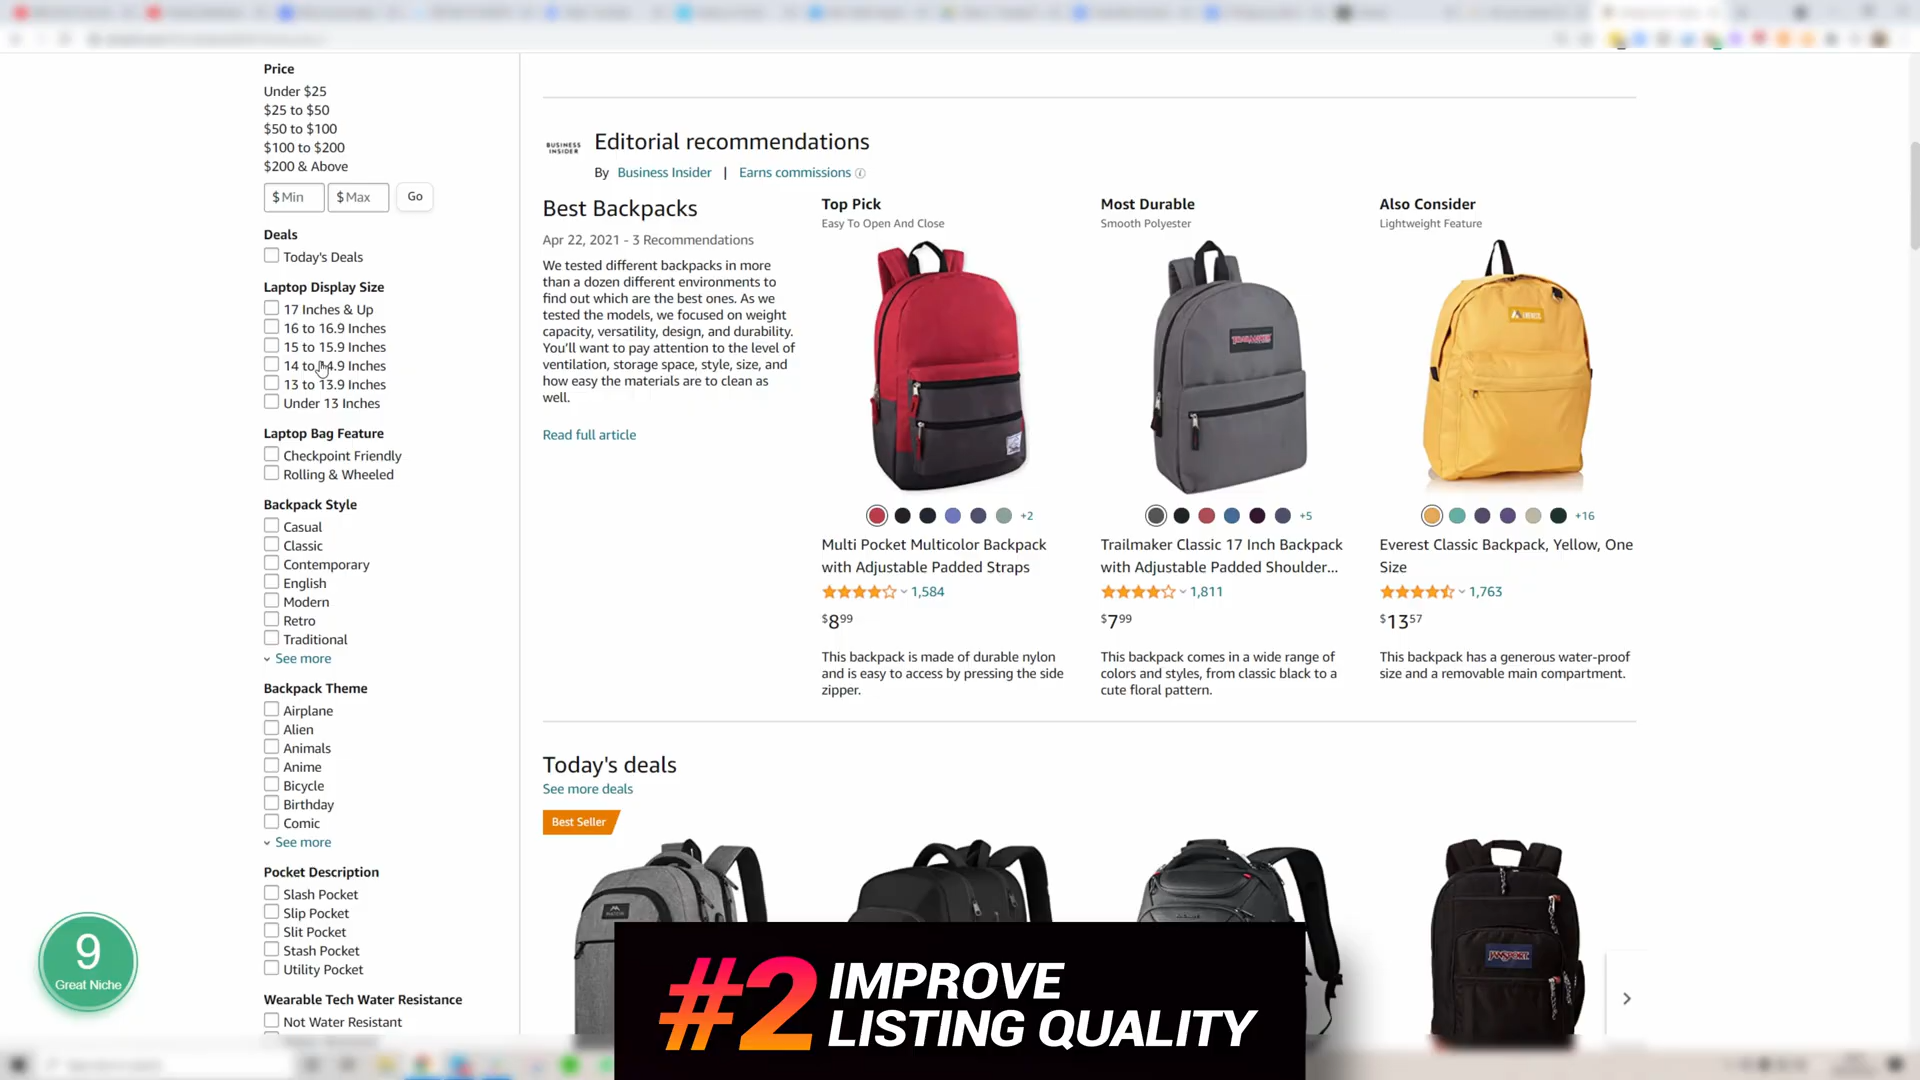 Price
Under $25
$25 to $50
$50 to $100
$100 to $200
$200 & Above
$ Min
$ Max
Go
Deals
Today's Deals
Laptop Display Size
17 Inches & Up
16 to 16.9 Inches
15 to 15.9 Inches
14 to 14.9 Inches
13 to 13.9 Inches
Under 13 Inches
Laptop Bag Feature
Checkpoint Friendly
Rolling & Wheeled
Backpack Style
Casual
Classic
Contemporary
English
Modern
Retro
Traditional
See more
Backpack Theme
Airplane
Alien
Animals
Anime
Bicycle
Birthday
Comic
See more
Pocket Description
Slash Pocket
Slip Pocket
Slit Pocket
Stash Pocket
Utility Pocket
Wearable Tech Water Resistance
Not Water Resistant
9
Great Niche
BUSINESS
INSIDER
Editorial recommendations
By Business Insider | Earns commissions
Best Backpacks
Apr 22, 2021 - 3 Recommendations
We tested different backpacks in more
than a dozen different environments to
find out which are the best ones. As we
tested the models, we focused on weight
capacity, versatility, design, and durability.
You'll want to pay attention to the level of
ventilation, storage space, style, size, and
how easy the materials are to clean as
well.
Read full article
Top Pick
Easy To Open And Close
+2
Multi Pocket Multicolor Backpack
with Adjustable Padded Straps
1,584
$8 99
This backpack is made of durable nylon
and is easy to access by pressing the side
zipper.
Most Durable
Smooth Polyester
TRAILMAKER
+5
Trailmaker Classic 17 Inch Backpack
with Adjustable Padded Shoulder...
1,811
$7 99
This backpack comes in a wide range of
colors and styles, from classic black to a
cute floral pattern.
Also Consider
Lightweight Feature
EVEREST
+16
Everest Classic Backpack, Yellow, One
Size
1,763
$13 57
This backpack has a generous water-proof
size and a removable main compartment.
Today's deals
See more deals
Best Seller
MATEIN
JANSPORT
#2 IMPROVE
LISTING QUALITY